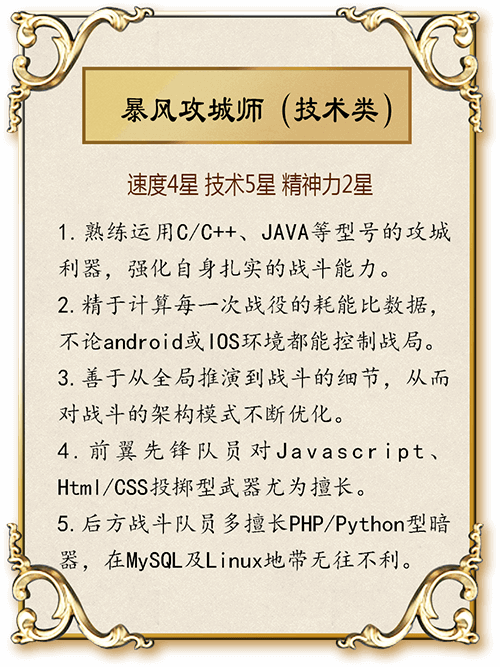 暴风攻城师（技术类）
速度4星 技术5星 精神力2星
1.熟练运用C/C++、JAVA等型号的攻城
利器，强化自身扎实的战斗能力。
2.精于计算每一次战役的耗能比数据，
不论android或IOS环境都能控制战局。
3.善于从全局推演到战斗的细节，从而
对战斗的架构模式不断优化。
4.前翼先锋队员对Javascript、
Html/CSS投掷型武器尤为擅长。
5.后方战斗队员多擅长PHP/Python型暗
器，在MySQL及Linux地带无往不利。